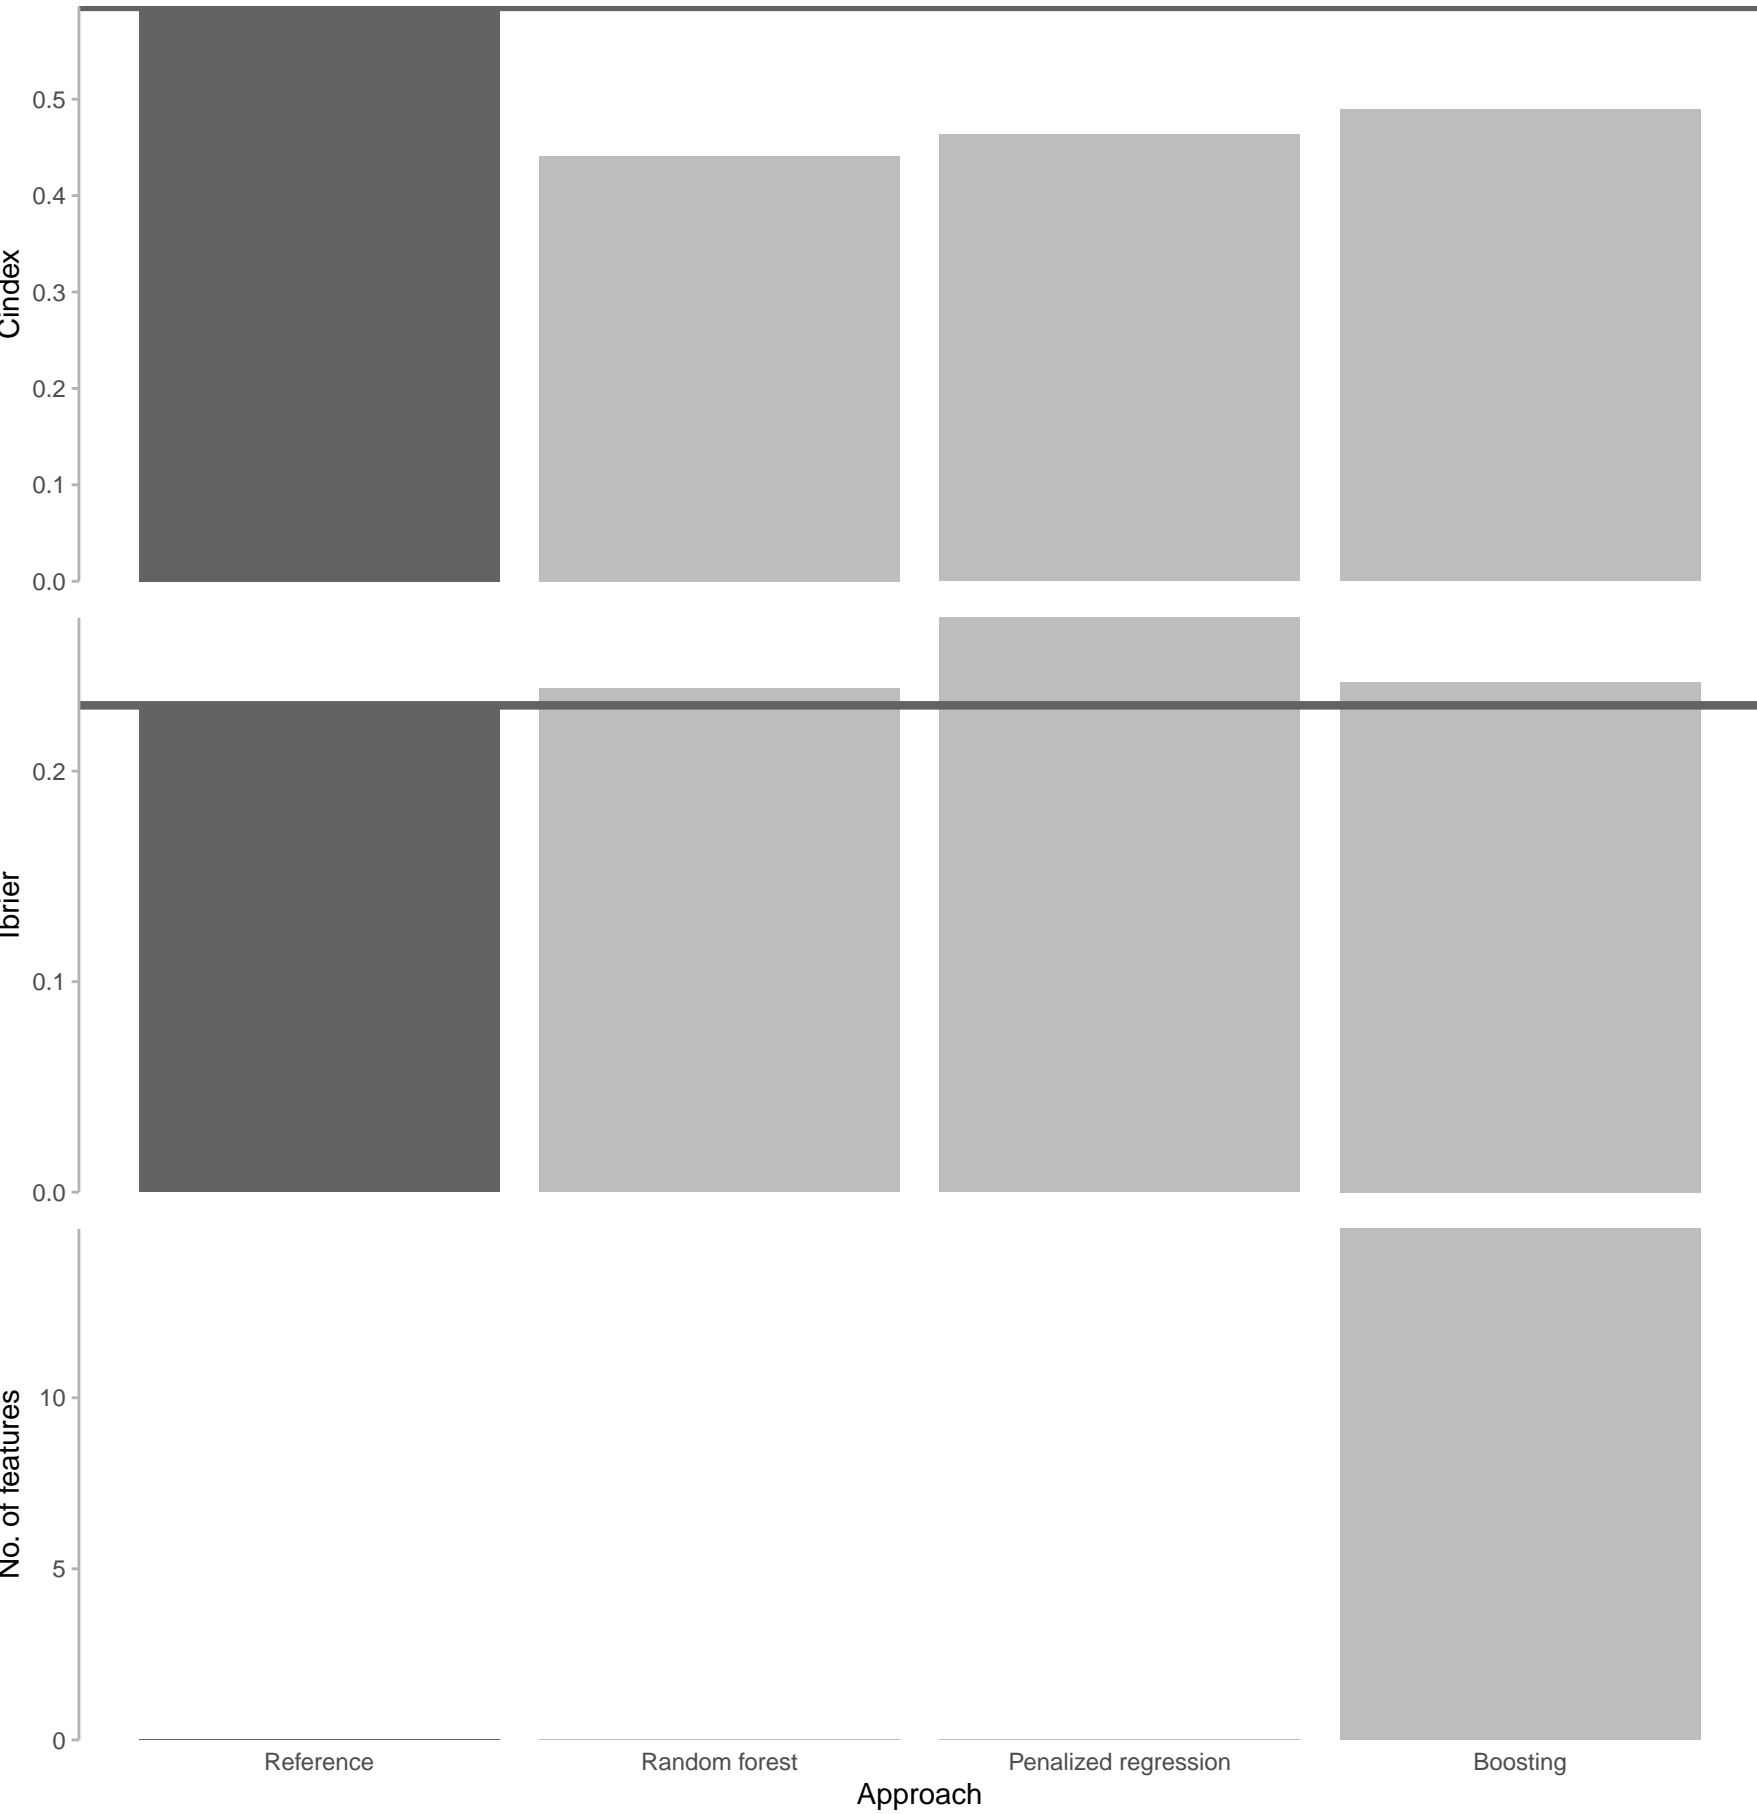 0.5
0.4
0.3
0.2
0.1
0.0
Cindex
0.2
0.1
0.0
Ibrier
10
5
0
No. of features
Reference
Random forest
Penalized regression
Boosting
Approach